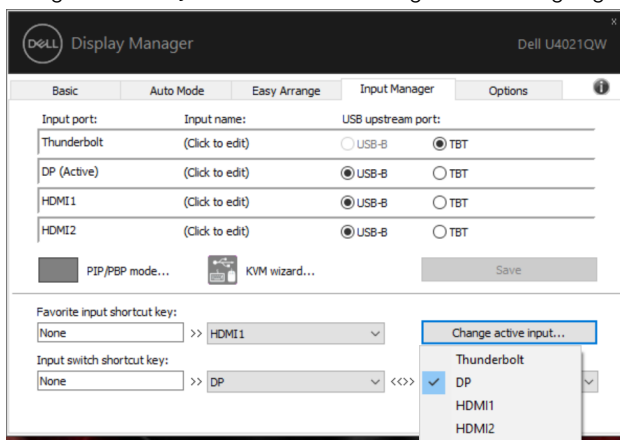 DELL Display Manager Dell U4021QW
Basic Auto Mode Easy Arrange Input Manager Options
Input port: Input name: USB upstream port:
Thunderbolt (Click to edit) USB-B TBT
DP (Active) (Click to edit) USB-B TBT
HDMI1 (Click to edit) USB-B TBT
HDMI2 (Click to edit) USB-B TBT
PIP/PBP mode... KVM wizard... Save
Favorite input shortcut key:
None >> HDMI1 Change active input...
Input switch shortcut key:
None >> DP <<>>
Thunderbolt
DP
HDMI1
HDMI2